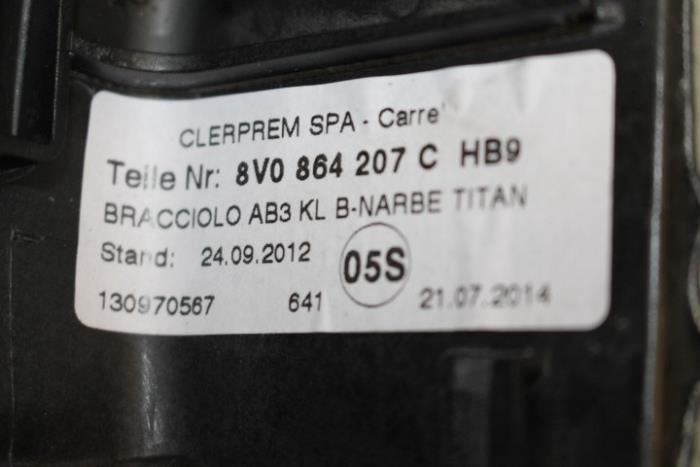 CLERPREM SPA - Carre'
Teile Nr: 8V0 864 207 C HB9
BRACCIOLO AB3 KL B-NARBE TITAN
Stand: 24.09.2012 05S
130970567 641 21.07.2014